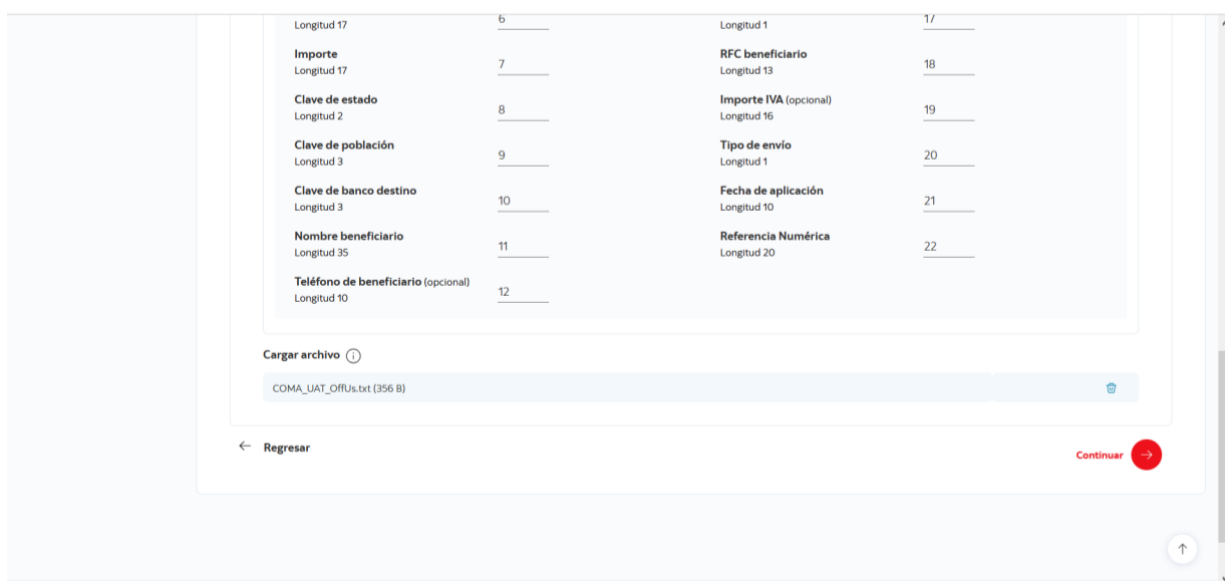 Longitud 17 6 Longitud 1 17
Importe 7 RFC beneficiario 18
Longitud 17 Longitud 13
Clave de estado 8 Importe IVA (opcional) 19
Longitud 2 Longitud 16
Clave de población 9 Tipo de envío 20
Longitud 3 Longitud 1
Clave de banco destino 10 Fecha de aplicación 21
Longitud 3 Longitud 10
Nombre beneficiario 11 Referencia Numérica 22
Longitud 35 Longitud 20
Teléfono de beneficiario (opcional) 12
Longitud 10
Cargar archivo
COMA_UAT_OffUs.txt (356 B)
Regresar
Continuar